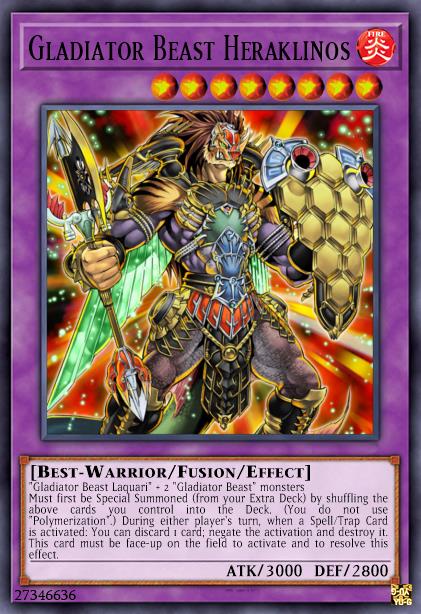 GLADIATOR BEAST HERAKLINOS
FIRE
炎
[BEST-WARRIOR/FUSION/EFFECT]
"Gladiator Beast Laquari" + 2 "Gladiator Beast" monsters
Must first be Special Summoned (from your Extra Deck) by shuffling the
above cards you control into the Deck. (You do not use
"Polymerization".) During either player's turn, when a Spell/Trap Card
is activated: You can discard 1 card; negate the activation and destroy it.
This card must be face-up on the field to activate and to resolve this
effect.
ATK/3000 DEF/2800
27346636